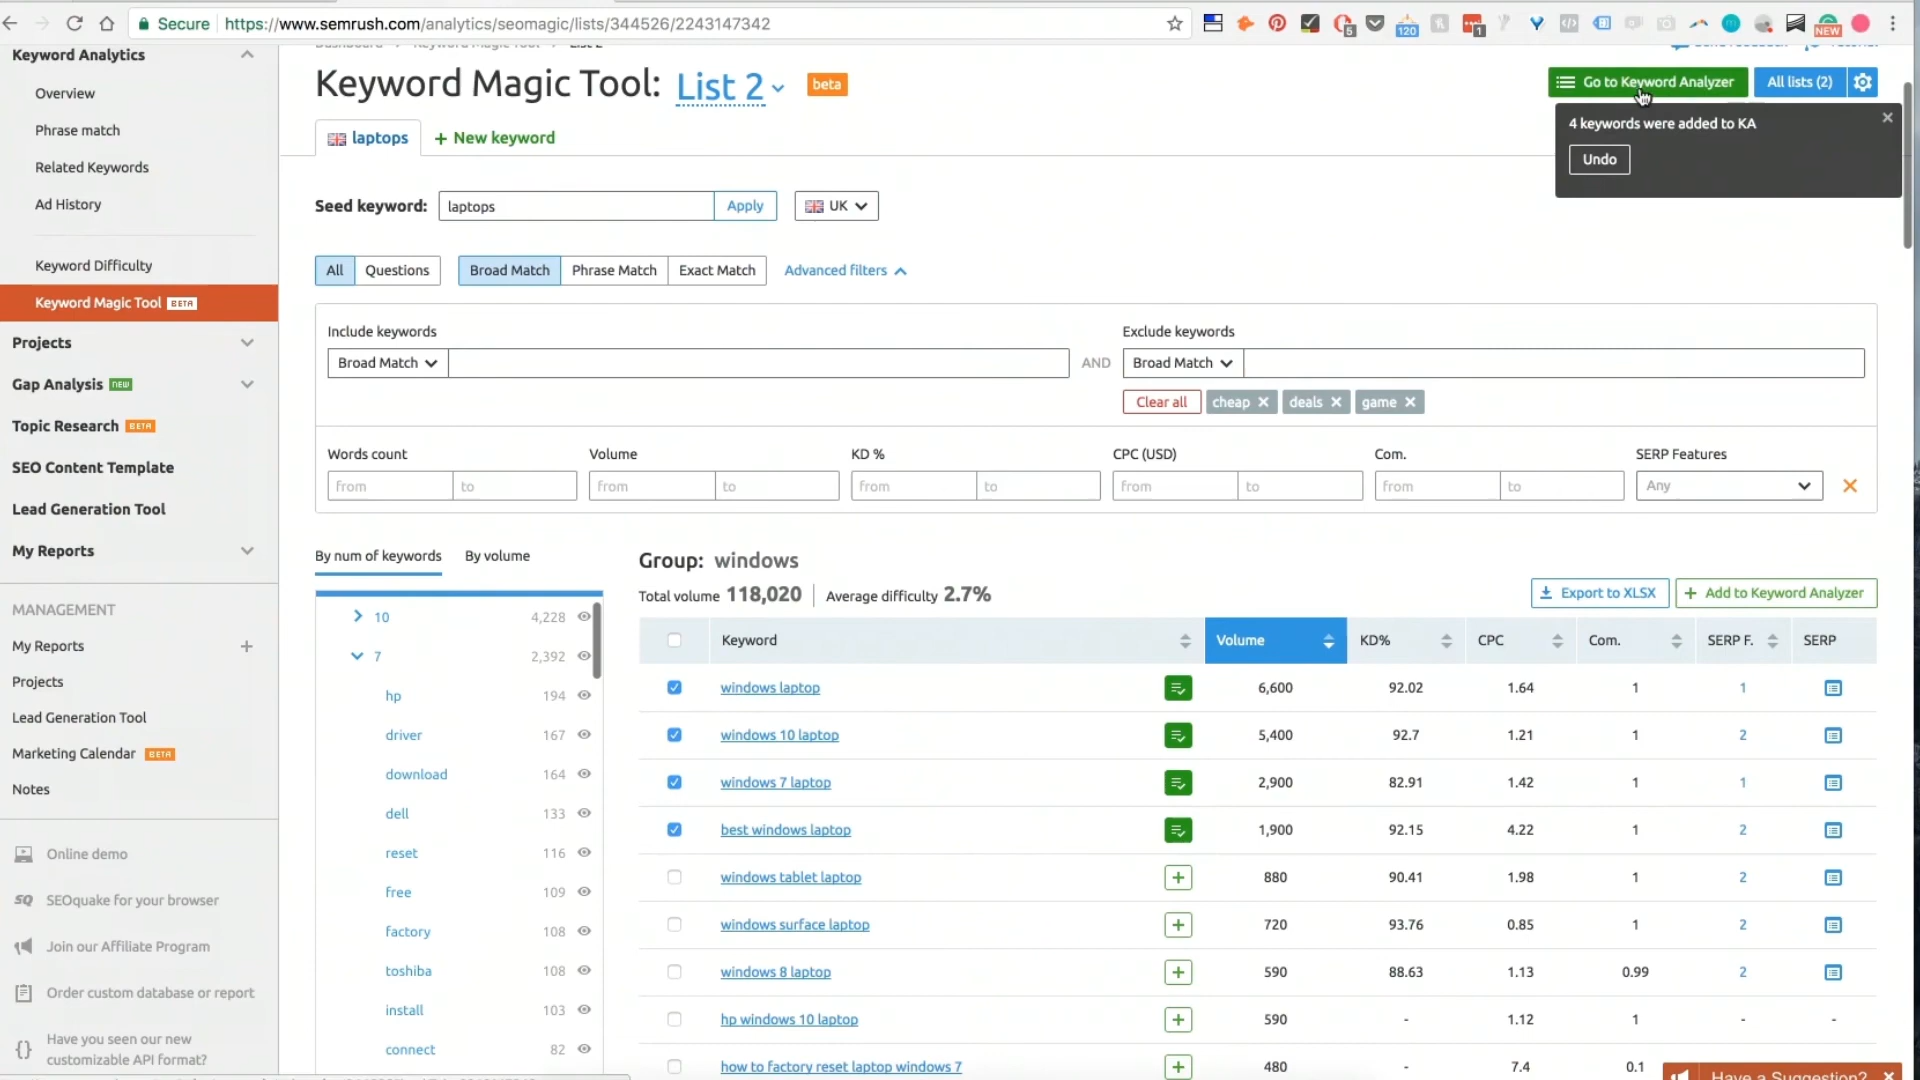 Secure
https://www.semrush.com/analytics/seomagic/lists/344526/2243147342
5
120
1
NEW
Keyword Analytics
Overview
Phrase match
Related Keywords
Ad History
Keyword Difficulty
Keyword Magic Tool BETA
Projects
Gap Analysis NEW
Topic Research BETA
SEO Content Template
Lead Generation Tool
My Reports
MANAGEMENT
My Reports
Projects
Lead Generation Tool
Marketing Calendar BETA
Notes
Online demo
SQ SEOquake for your browser
Join our Affiliate Program
Order custom database or report
{} Have you seen our new
customizable API format?
Keyword Magic Tool: List 2 beta
Go to Keyword Analyzer
All lists (2)
4 keywords were added to KA
Undo
laptops
+ New keyword
Seed keyword: laptops Apply UK
All Questions Broad Match Phrase Match Exact Match Advanced filters
Include keywords
Broad Match
AND
Exclude keywords
Broad Match
Clear all cheap deals game
Words count Volume KD % CPC (USD) Com. SERP Features
from to from to from to from to from to Any
By num of keywords By volume
10 4,228
7 2,392
hp 194
driver 167
download 164
dell 133
reset 116
free 109
factory 108
toshiba 108
install 103
connect 82
Group: windows
Total volume 118,020 Average difficulty 2.7%
Export to XLSX
+ Add to Keyword Analyzer
Keyword Volume KD% CPC Com. SERP F. SERP
windows laptop 6,600 92.02 1.64 1 1
windows 10 laptop 5,400 92.7 1.21 1 2
windows 7 laptop 2,900 82.91 1.42 1 1
best windows laptop 1,900 92.15 4.22 1 2
windows tablet laptop 880 90.41 1.98 1 2
windows surface laptop 720 93.76 0.85 1 2
windows 8 laptop 590 88.63 1.13 0.99 2
hp windows 10 laptop 590 - 1.12 1 - -
how to factory reset laptop windows 7 480 - 7.4 0.1
Have a Suggestion?